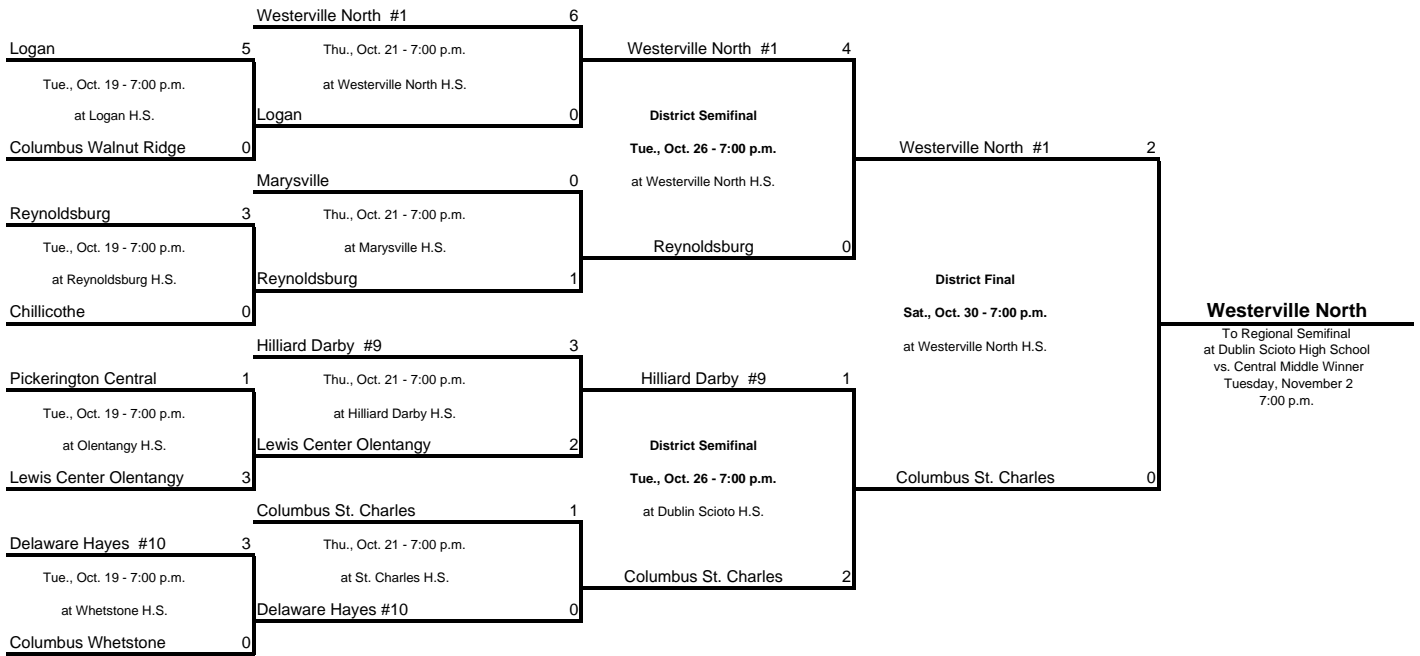 Westerville North #1 6
Logan 5
Thu., Oct. 21 - 7:00 p.m.
Westerville North #1 4
Tue., Oct. 19 - 7:00 p.m.
at Westerville North H.S.
at Logan H.S.
Logan 0
District Semifinal
Columbus Walnut Ridge 0
Tue., Oct. 26 - 7:00 p.m.
Westerville North #1 2
Marysville 0
at Westerville North H.S.
Reynoldsburg 3
Thu., Oct. 21 - 7:00 p.m.
Tue., Oct. 19 - 7:00 p.m.
at Marysville H.S.
Reynoldsburg 0
at Reynoldsburg H.S.
Reynoldsburg 1
District Final
Chillicothe 0
Sat., Oct. 30 - 7:00 p.m.
Westerville North
To Regional Semifinal
Hilliard Darby #9 3
at Westerville North H.S.
at Dublin Scioto High School
vs. Central Middle Winner
Pickerington Central 1
Thu., Oct. 21 - 7:00 p.m.
Hilliard Darby #9 1
Tuesday, November 2
7:00 p.m.
Tue., Oct. 19 - 7:00 p.m.
at Hilliard Darby H.S.
at Olentangy H.S.
Lewis Center Olentangy 2
District Semifinal
Lewis Center Olentangy 3
Tue., Oct. 26 - 7:00 p.m.
Columbus St. Charles 0
Columbus St. Charles 1
at Dublin Scioto H.S.
Delaware Hayes #10 3
Thu., Oct. 21 - 7:00 p.m.
Tue., Oct. 19 - 7:00 p.m.
at St. Charles H.S.
Columbus St. Charles 2
at Whetstone H.S.
Delaware Hayes #10 0
Columbus Whetstone 0